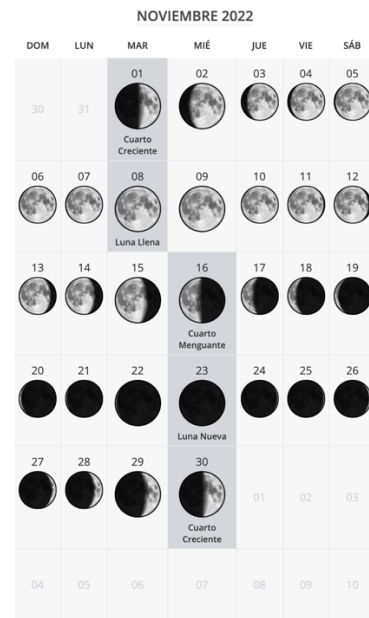 NOVIEMBRE 2022
DOM LUN MAR MIÉ JUE VIE SÁB
30 31 01 02 03 04 05
Cuarto
Creciente
06 07 08 09 10 11 12
Luna Llena
13 14 15 16 17 18 19
Cuarto
Menguante
20 21 22 23 24 25 26
Luna Nueva
27 28 29 30 01 02 03
Cuarto
Creciente
04 05 06 07 08 09 10